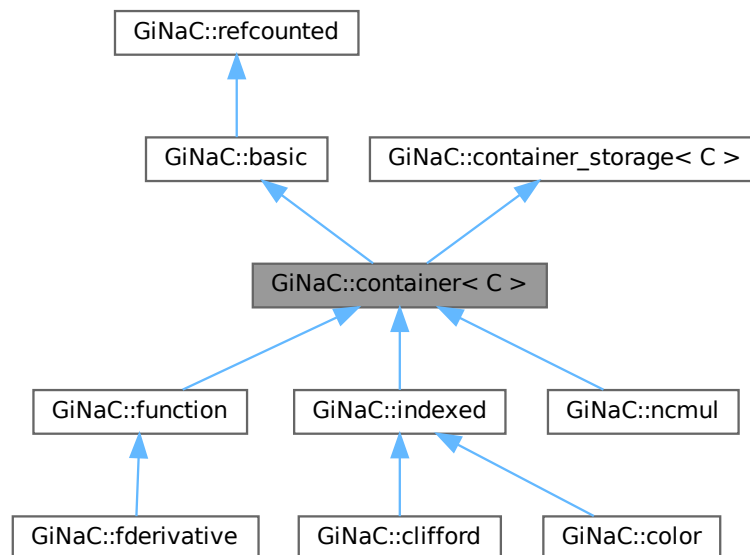 GiNaC::refcounted
GiNaC::basic
GiNaC::container_storage< C >
GiNaC::container< C >
GiNaC::function
GiNaC::indexed
GiNaC::ncmul
GiNaC::fderivative
GiNaC::clifford
GiNaC::color